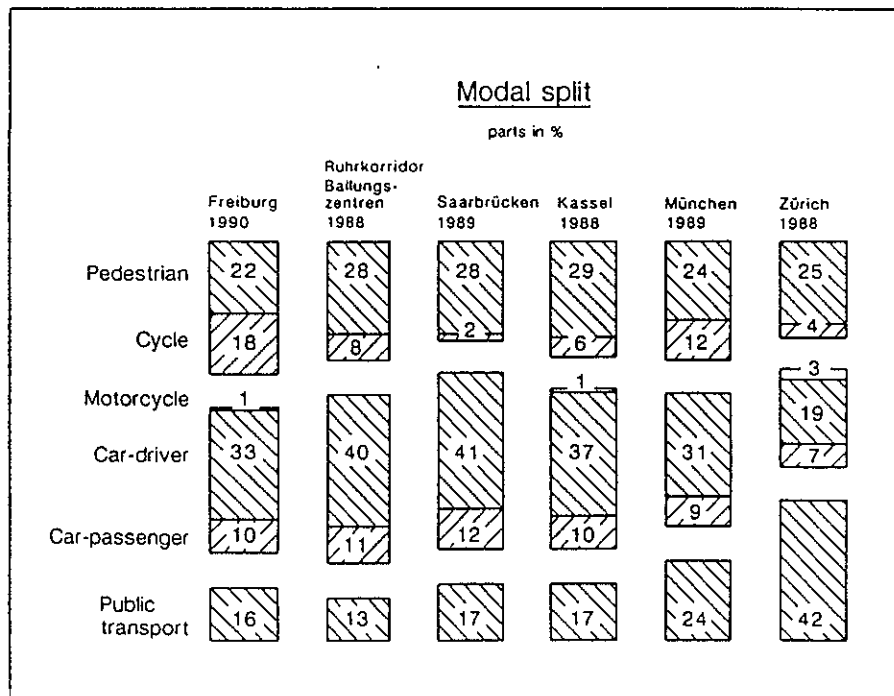 Modal split
parts in %
Freiburg
1990
Ruhrkorridor
Ballungs-
zentren
1988
Saarbrücken
1989
Kassel
1988
München
1989
Zürich
1988
Pedestrian 22 28 28 29 24 25
Cycle 18 8 2 6 12 4
Motorcycle 1 1 3
Car-driver 33 40 41 37 31 19
Car-passenger 10 11 12 10 9 7
Public
transport 16 13 17 17 24 42